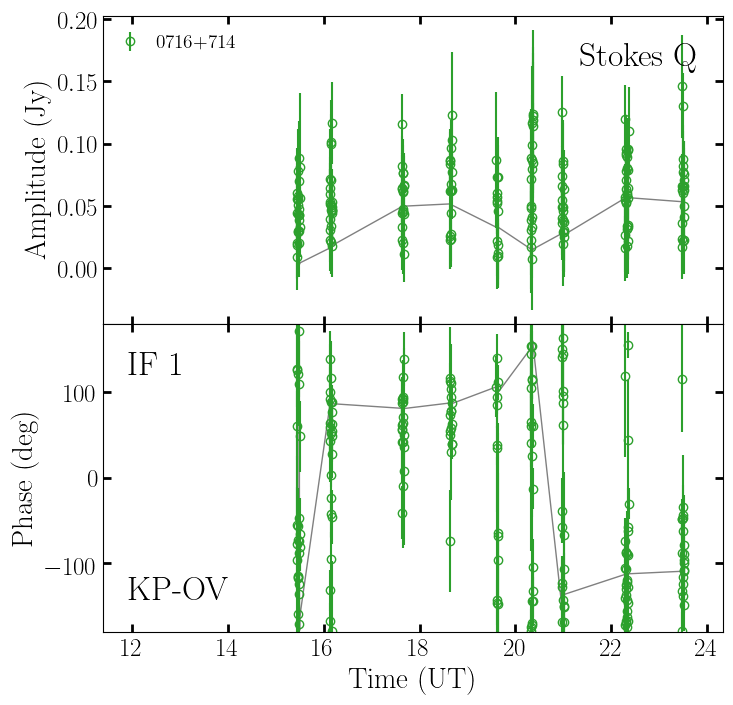 0.20
0.15
0.10
0.05
0.00
Amplitude (Jy)
0716+714
Stokes Q
100
0
−100
Phase (deg)
IF 1
KP-OV
12
14
16
18
20
22
24
Time (UT)